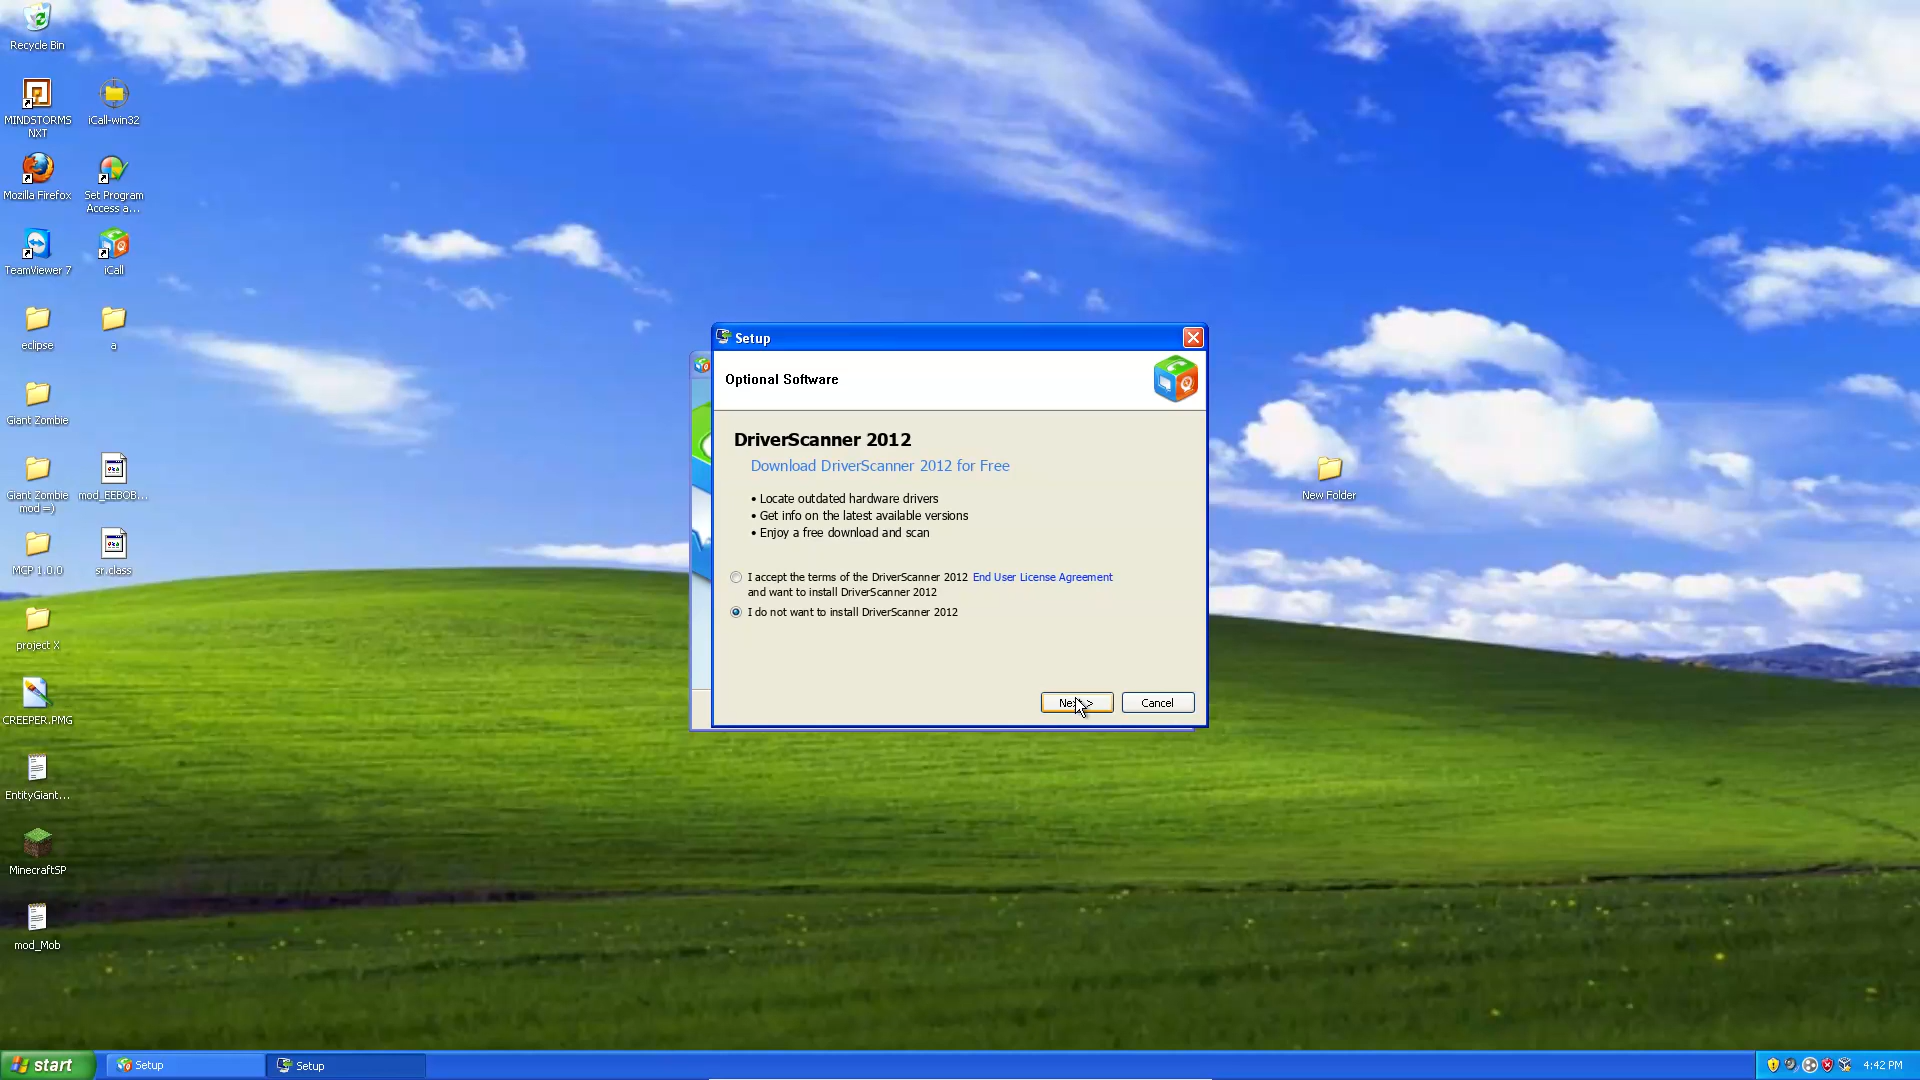 Recycle Bin
MINDSTORMS
NXT
iCall-win32
Mozilla Firefox
Set Program
Access a...
TeamViewer 7
iCall
eclipse
a
Giant Zombie
Giant Zombie
mod =)
mod_EEBOB...
MCP 1.0.0
sr.class
project X
CREEPER.PMG
EntityGiant...
MinecraftSP
mod_Mob
New Folder
Setup
Optional Software
DriverScanner 2012
Download DriverScanner 2012 for Free
• Locate outdated hardware drivers
• Get info on the latest available versions
• Enjoy a free download and scan
I accept the terms of the DriverScanner 2012 End User License Agreement
and want to install DriverScanner 2012
I do not want to install DriverScanner 2012
Cancel
start
Setup
Setup
4:42 PM